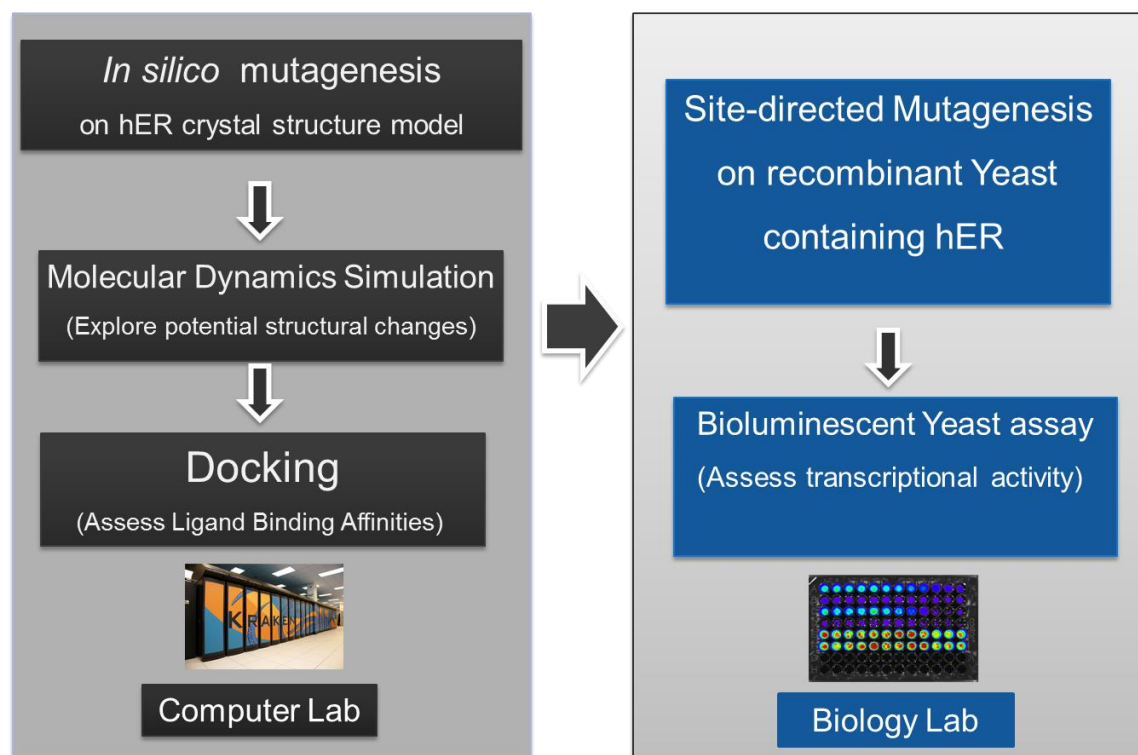 In silico mutagenesis
on hER crystal structure model
Molecular Dynamics Simulation
(Explore potential structural changes)
Docking
(Assess Ligand Binding Affinities)
KRAKEN
Computer Lab
Site-directed Mutagenesis
on recombinant Yeast
containing hER
Bioluminescent Yeast assay
(Assess transcriptional activity)
Biology Lab